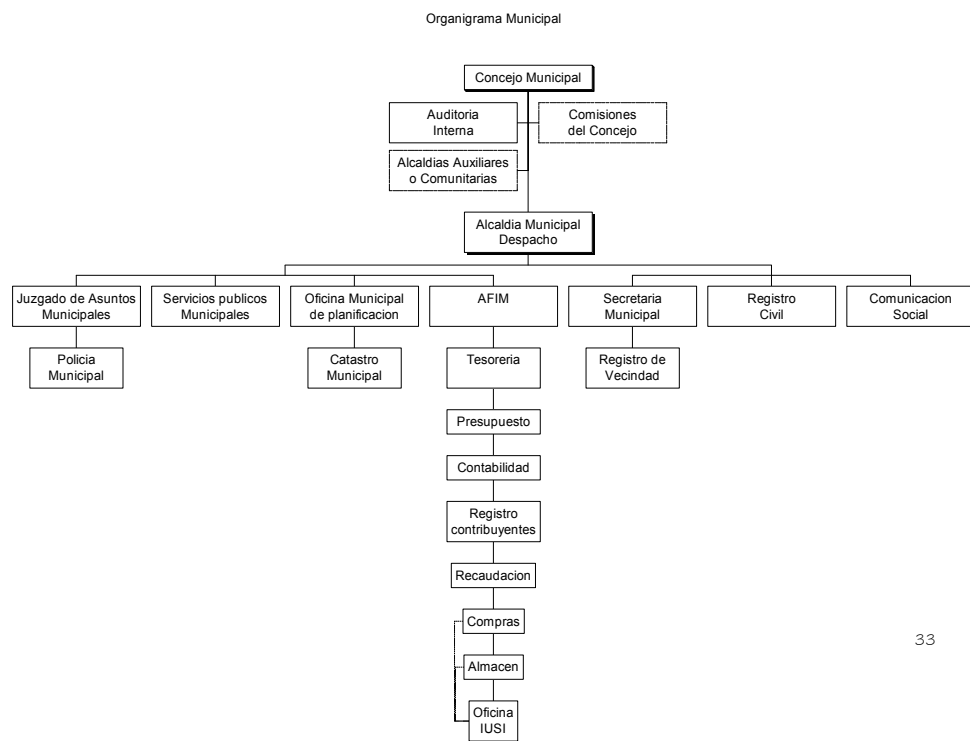 Organigrama Municipal
Concejo Municipal
Auditoria
Interna
Comisiones
del Concejo
Alcaldias Auxiliares
o Comunitarias
Alcaldia Municipal
Despacho
Juzgado de Asuntos
Municipales
Servicios publicos
Municipales
Oficina Municipal
de planificacion
AFIM
Secretaria
Municipal
Registro
Civil
Comunicacion
Social
Policia
Municipal
Catastro
Municipal
Tesoreria
Registro de
Vecindad
Presupuesto
Contabilidad
Registro
contribuyentes
Recaudacion
Compras
Almacen
Oficina
IUSI
33